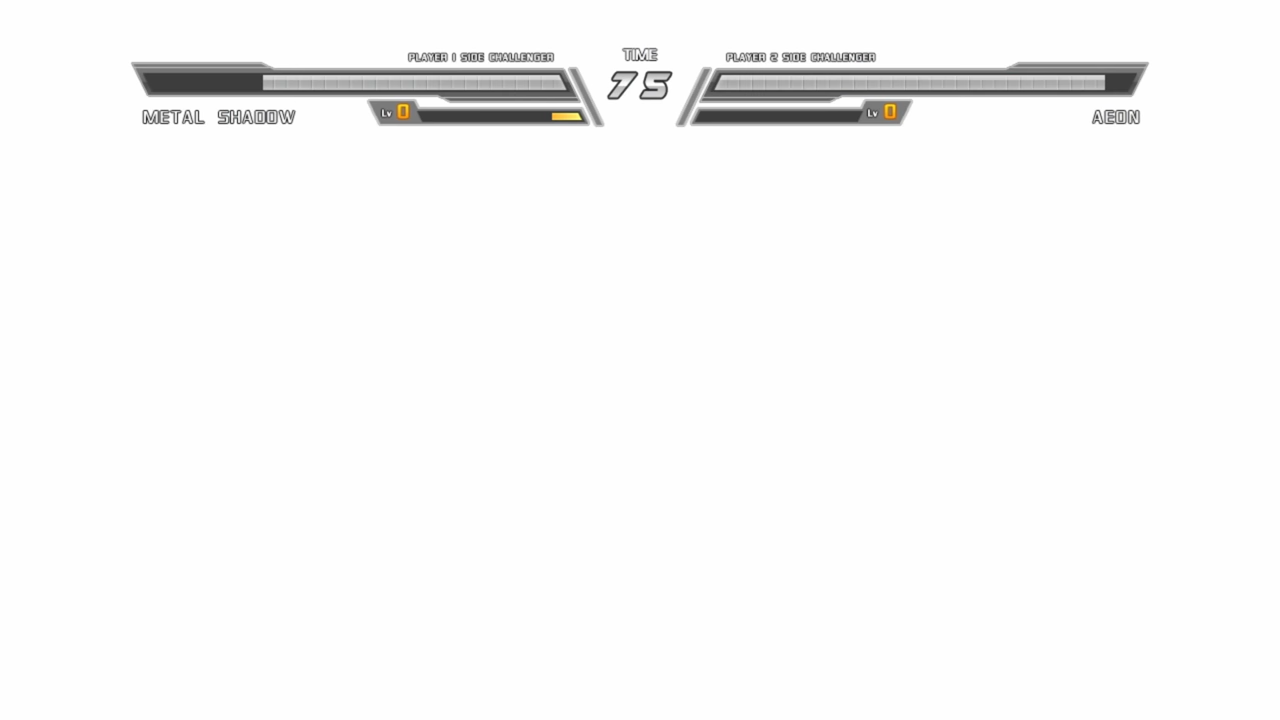 PLAYER 1 SIDE CHALLENGER
TIME
PLAYER 2 SIDE CHALLENGER
75
METAL SHADOW
Lv 0
Lv 0
AEON